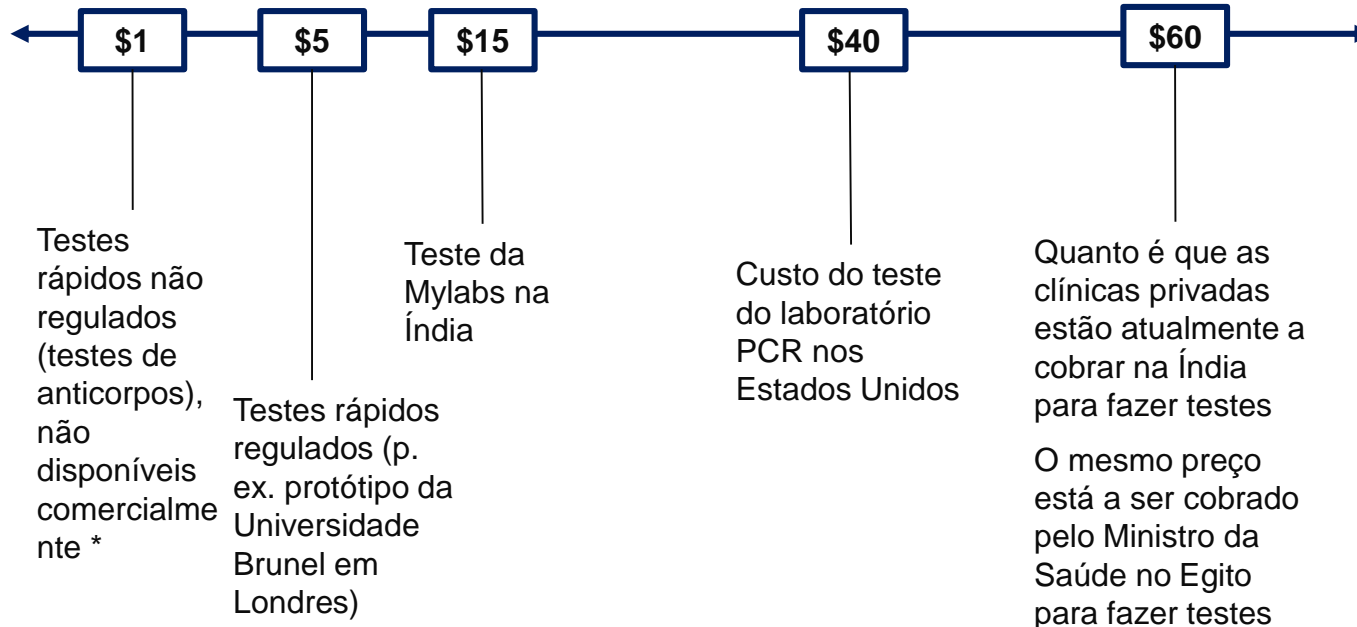 $1
$5
$15
$40
$60
Testes
rápidos não
regulados
(testes de
anticorpos),
não
disponíveis
comercialme
nte *
Testes rápidos
regulados (p.
ex. protótipo da
Universidade
Brunel em
Londres)
Teste da
Mylabs na
Índia
Custo do teste
do laboratório
PCR nos
Estados Unidos
Quanto é que as
clínicas privadas
estão atualmente a
cobrar na Índia
para fazer testes
O mesmo preço
está a ser cobrado
pelo Ministro da
Saúde no Egito
para fazer testes